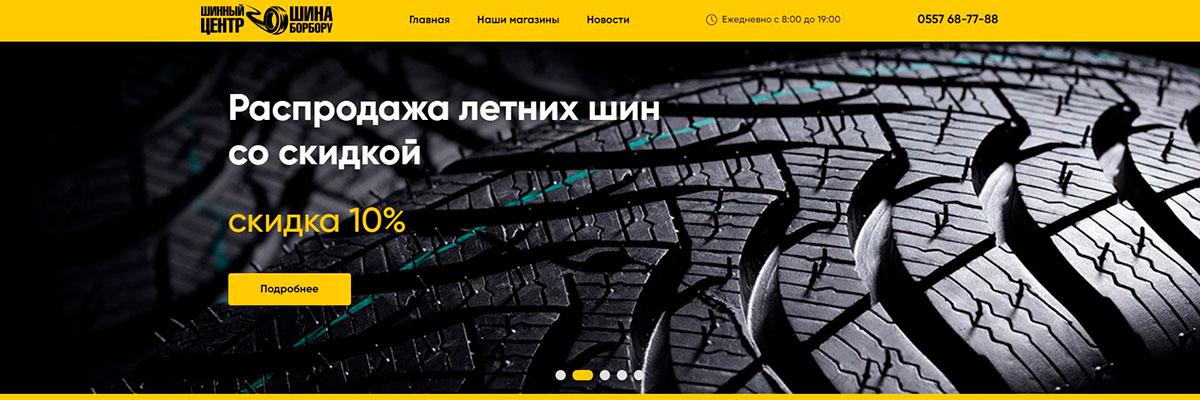 ШИННЫЙ
ЦЕНТР
ШИНА
БОРБОРУ
Главная
Наши магазины
Новости
Ежедневно с 8:00 до 19:00
0557 68-77-88
Распродажа летних шин
со скидкой
скидка 10%
Подробнее